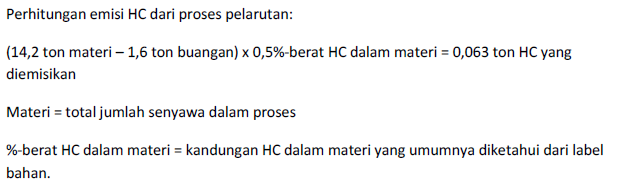 Perhitungan emisi HC dari proses pelarutan:
(14,2 ton materi – 1,6 ton buangan) x 0,5%-berat HC dalam materi = 0,063 ton HC yang
diemisikan
Materi = total jumlah senyawa dalam proses
%-berat HC dalam materi = kandungan HC dalam materi yang umumnya diketahui dari label
bahan.